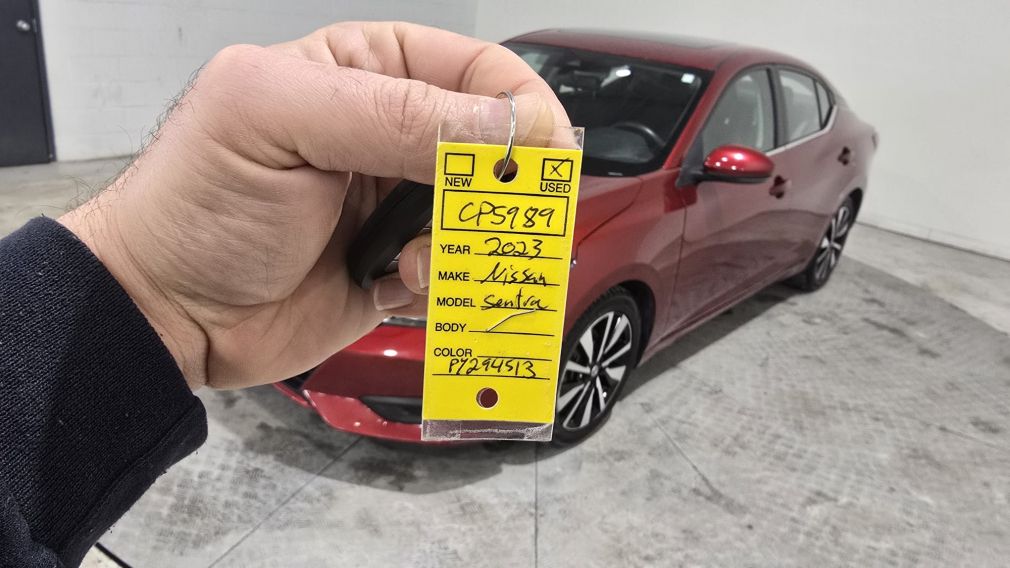 NEW USED
CP5989
YEAR 2023
MAKE Nissan
MODEL Sentra
BODY
COLOR
PY294513